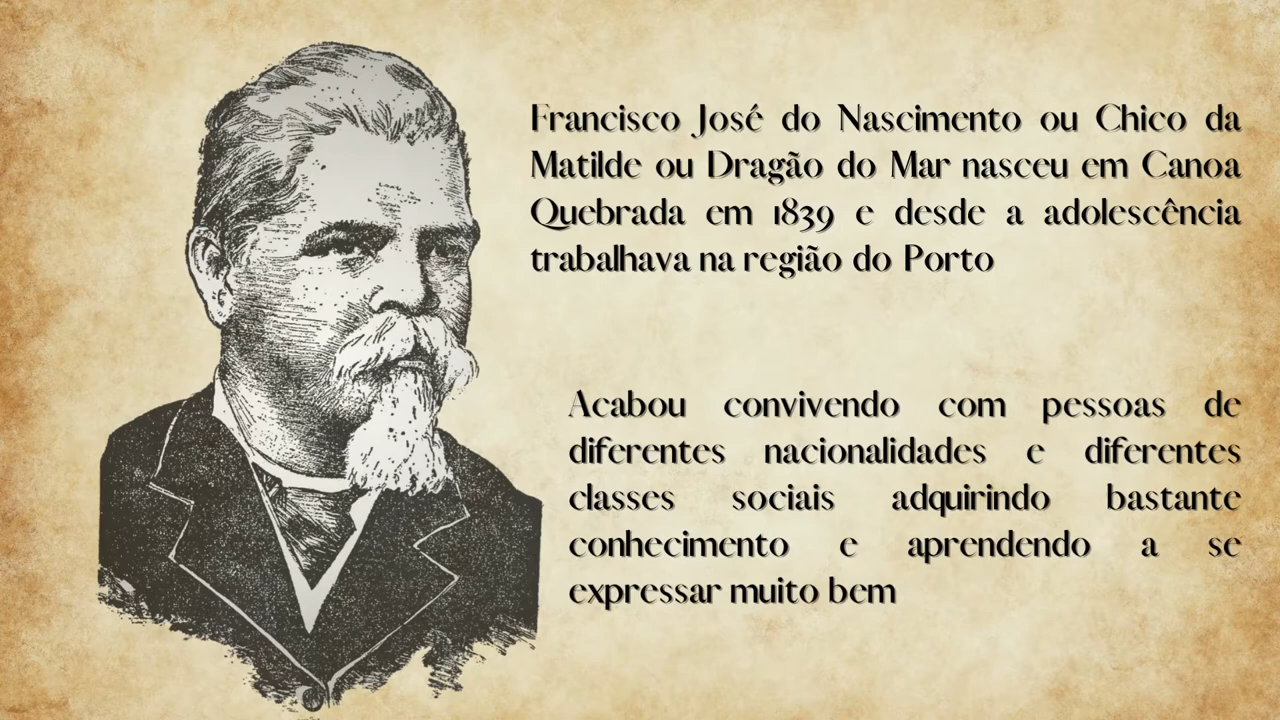 Francisco José do Nascimento ou Chico da
Matilde ou Dragão do Mar nasceu em Canoa
Quebrada em 1839 e desde a adolescência
trabalhava na região do Porto
Acabou convivendo com pessoas de
diferentes nacionalidades e diferentes
classes sociais adquirindo bastante
conhecimento e aprendendo a se
expressar muito bem